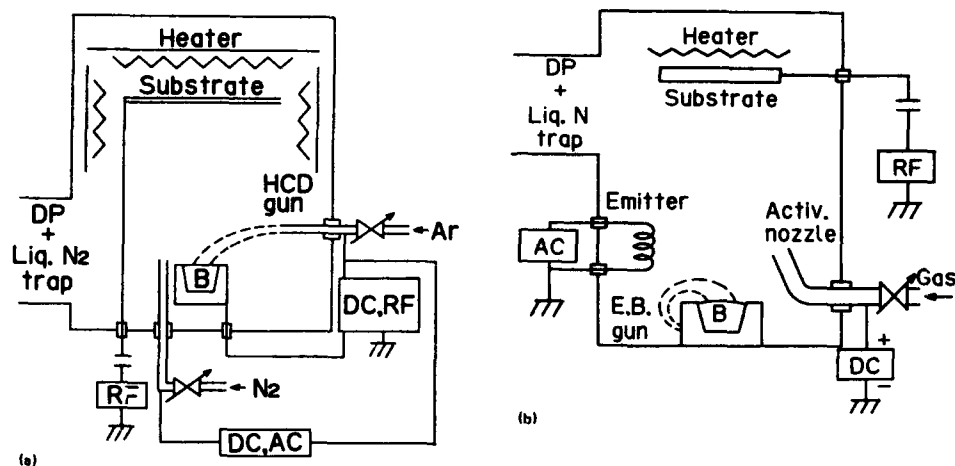 Heater
Substrate
HCD
gun
DP
+
Liq. N2
trap
B
Ar
DC,RF
RF
N2
DC,AC
(a)
Heater
Substrate
DP
+
Liq. N
trap
RF
Emitter
AC
Activ.
nozzle
Gas
E.B.
gun
B
+
DC
−
(b)